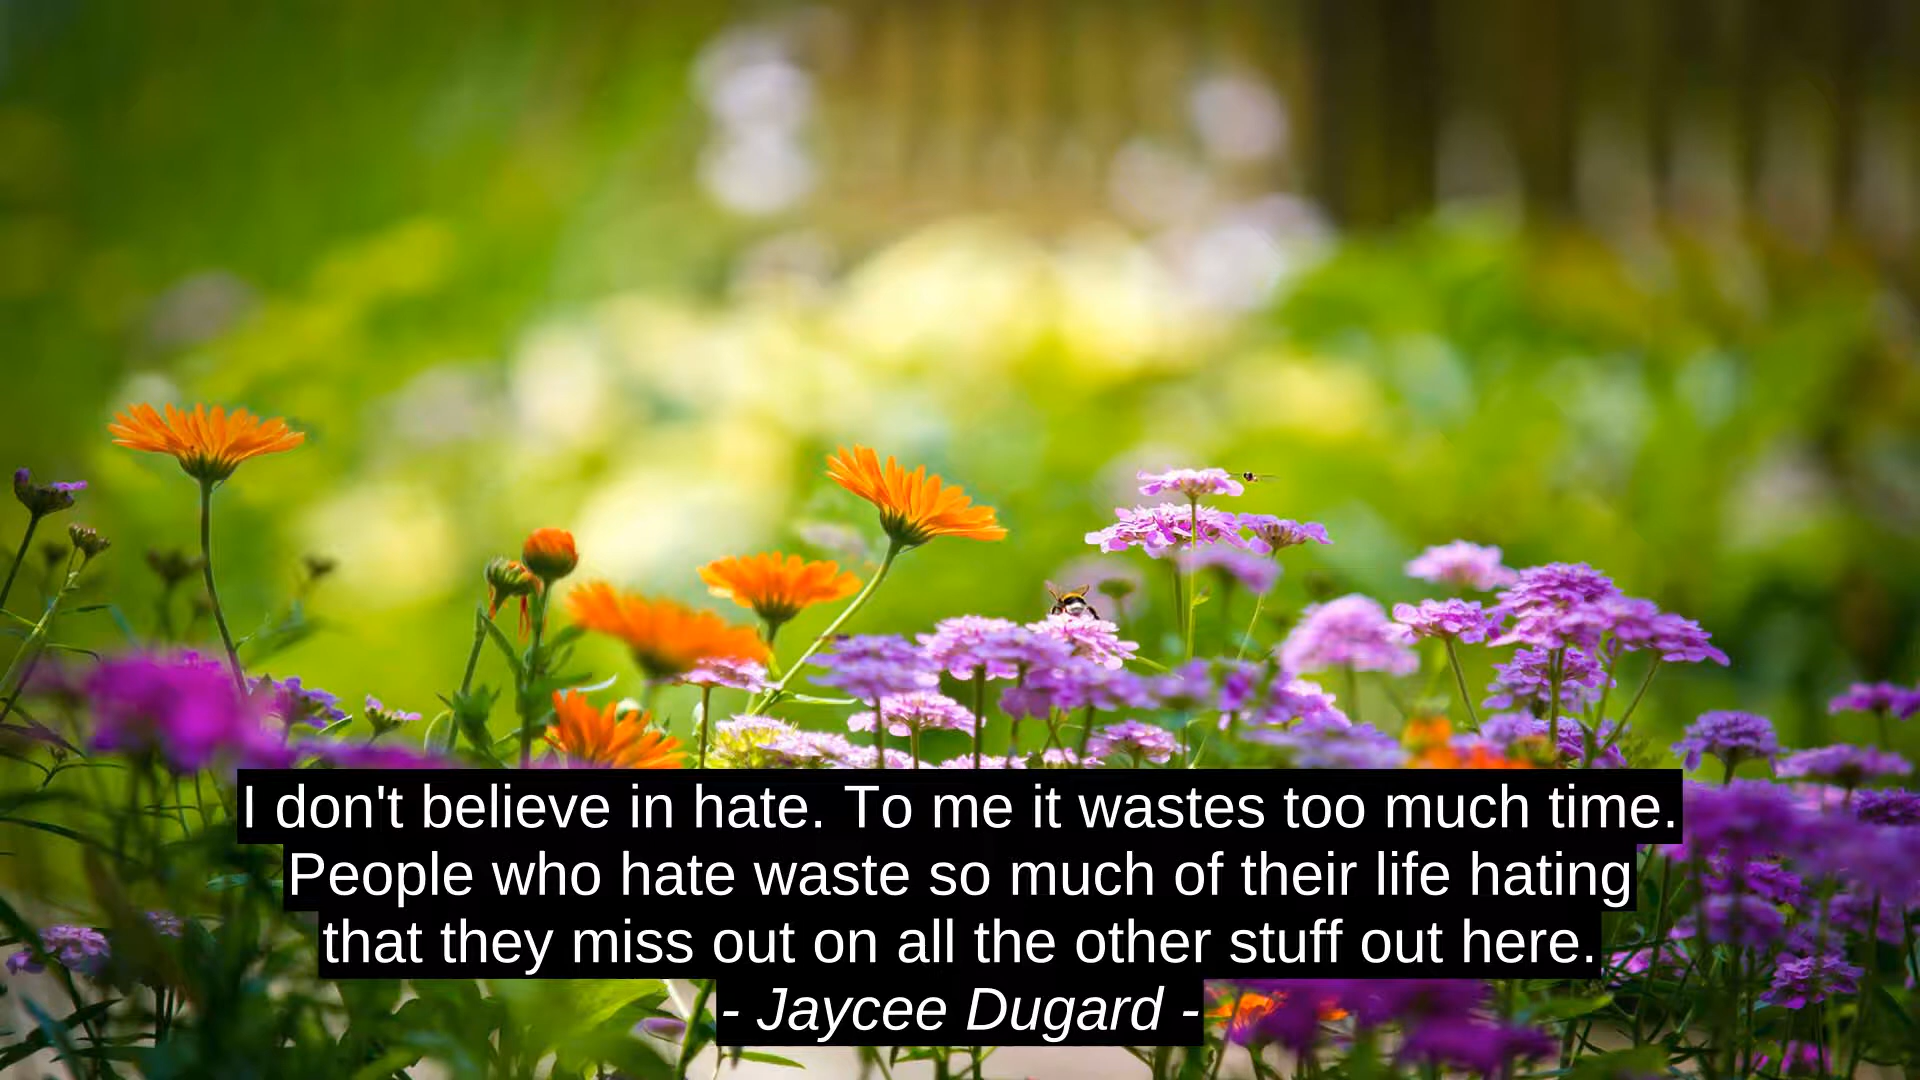 I don't believe in hate. To me it wastes too much time.
People who hate waste so much of their life hating
that they miss out on all the other stuff out here.
- Jaycee Dugard -